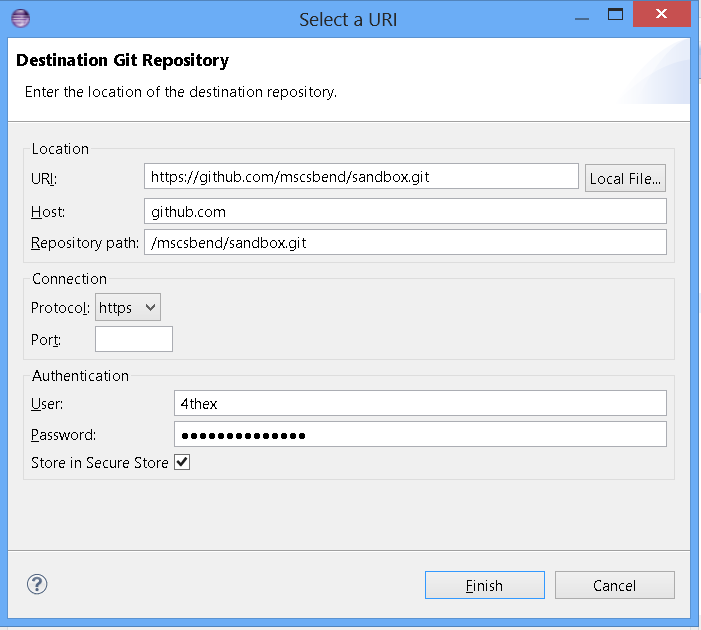 Select a URI
Destination Git Repository
Enter the location of the destination repository.
Location
URI: https://github.com/mscsbend/sandbox.git Local File...
Host: github.com
Repository path: /mscsbend/sandbox.git
Connection
Protocol: https
Port:
Authentication
User: 4thex
Password: ••••••••••••••
Store in Secure Store
? Finish Cancel